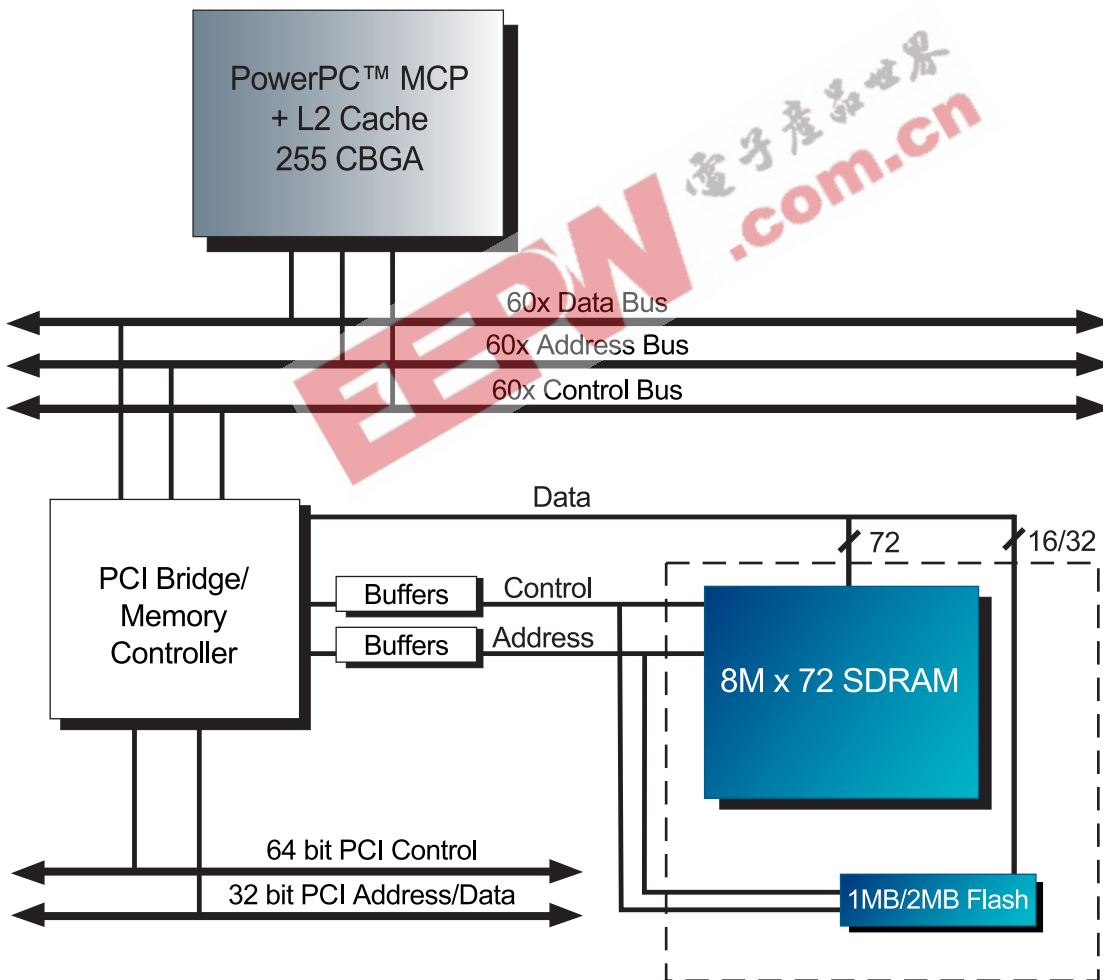 PowerPC™ MCP
+ L2 Cache
255 CBGA
電子產品世界
.com.cn
EEPW
60x Data Bus
60x Address Bus
60x Control Bus
Data
72
16/32
PCI Bridge/
Memory
Controller
Buffers
Control
Buffers
Address
8M x 72 SDRAM
64 bit PCI Control
32 bit PCI Address/Data
1MB/2MB Flash